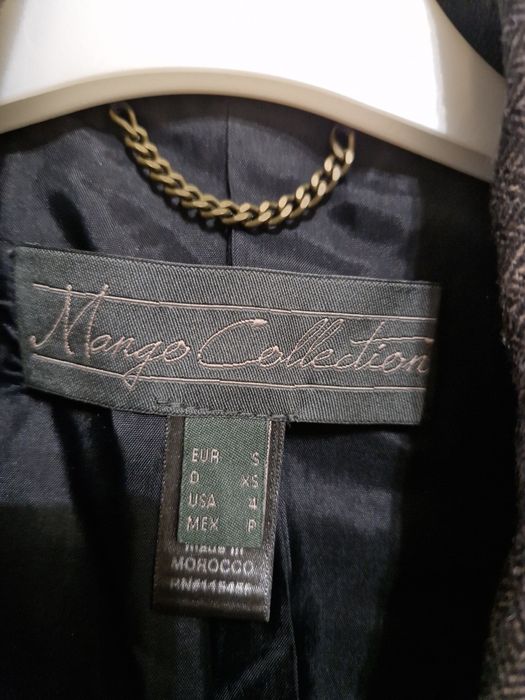 Mango Collection
EUR S
D XS
USA 4
MEX P
Made in
MOROCCO